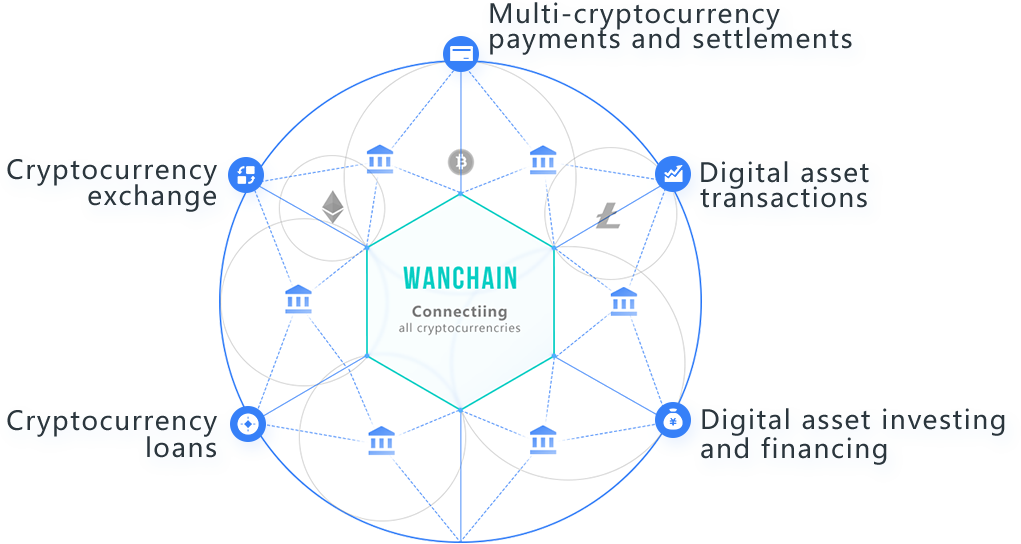 Multi-cryptocurrency
payments and settlements
Cryptocurrency
exchange
Digital asset
transactions
WANCHAIN
Connectiing
all cryptocurrencries
Cryptocurrency
loans
Digital asset investing
and financing